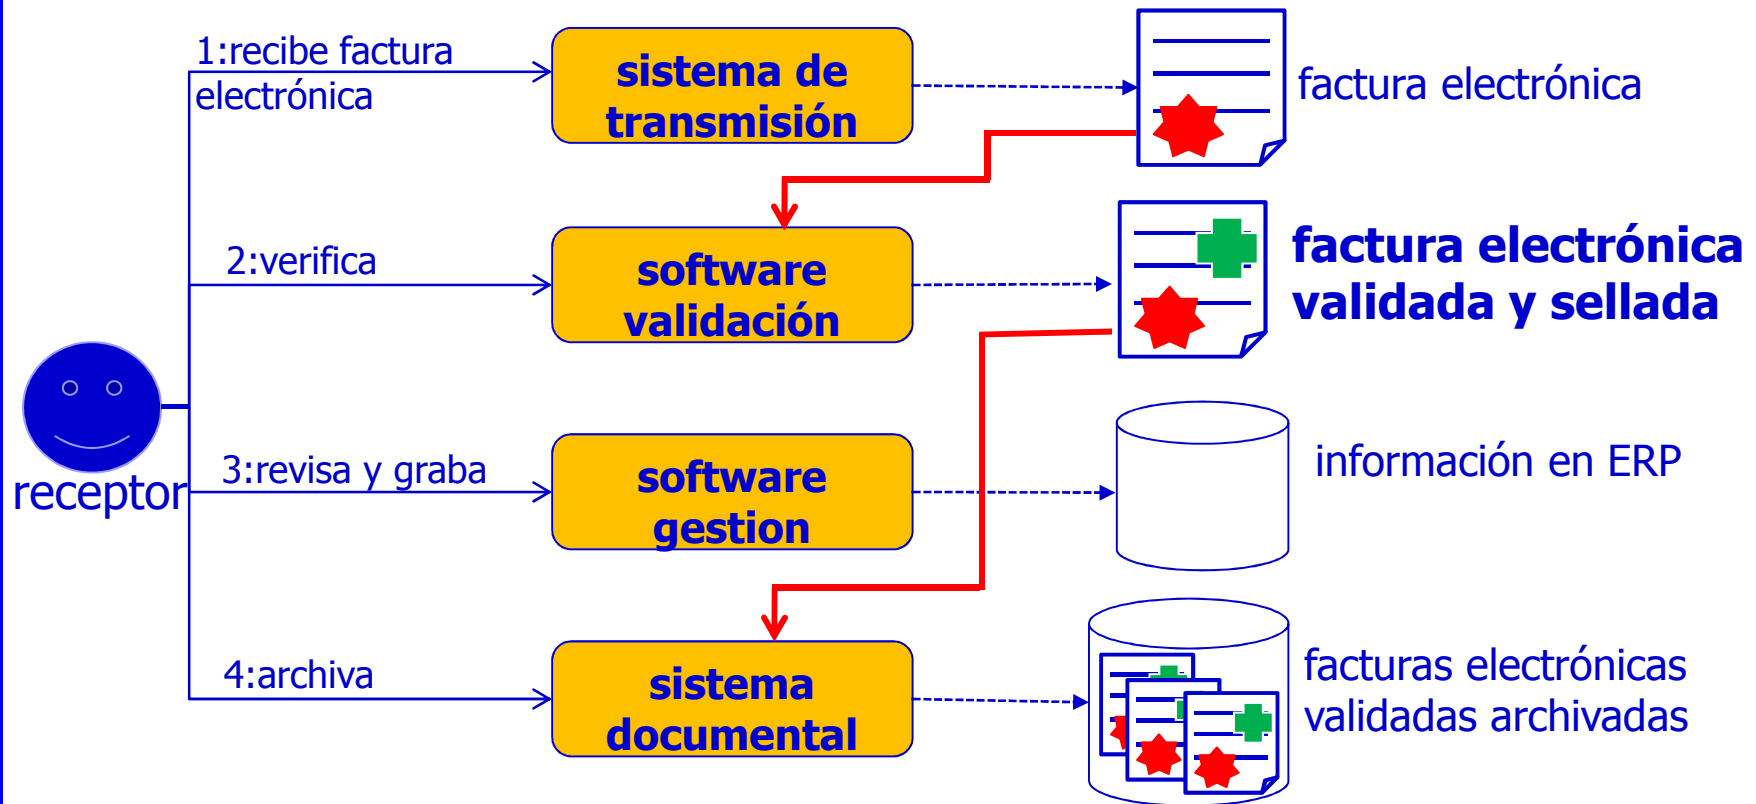 1:recibe factura
electrónica
sistema de
transmisión
factura electrónica
2:verifica
software
validación
factura electrónica
validada y sellada
receptor
3:revisa y graba
software
gestion
información en ERP
4:archiva
sistema
documental
facturas electrónicas
validadas archivadas